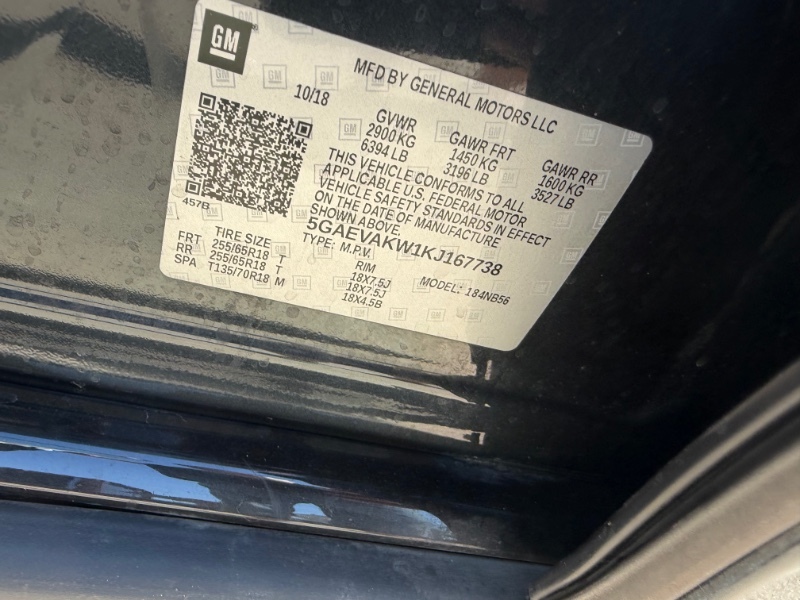 GM
MFD BY GENERAL MOTORS LLC
10/18
GVWR GAWR FRT GAWR RR
2900 KG 1450 KG 1600 KG
6394 LB 3196 LB 3527 LB
THIS VEHICLE CONFORMS TO ALL
APPLICABLE U.S. FEDERAL MOTOR
VEHICLE SAFETY STANDARDS IN EFFECT
ON THE DATE OF MANUFACTURE
SHOWN ABOVE.
457B
5GAEVAKW1KJ167738
TYPE: M.P.V. MODEL: 184NB56
TIRE SIZE RIM
FRT 255/65R18 T 18X7.5J
RR 255/65R18 T 18X7.5J
SPA T135/70R18 M 18X4.5B